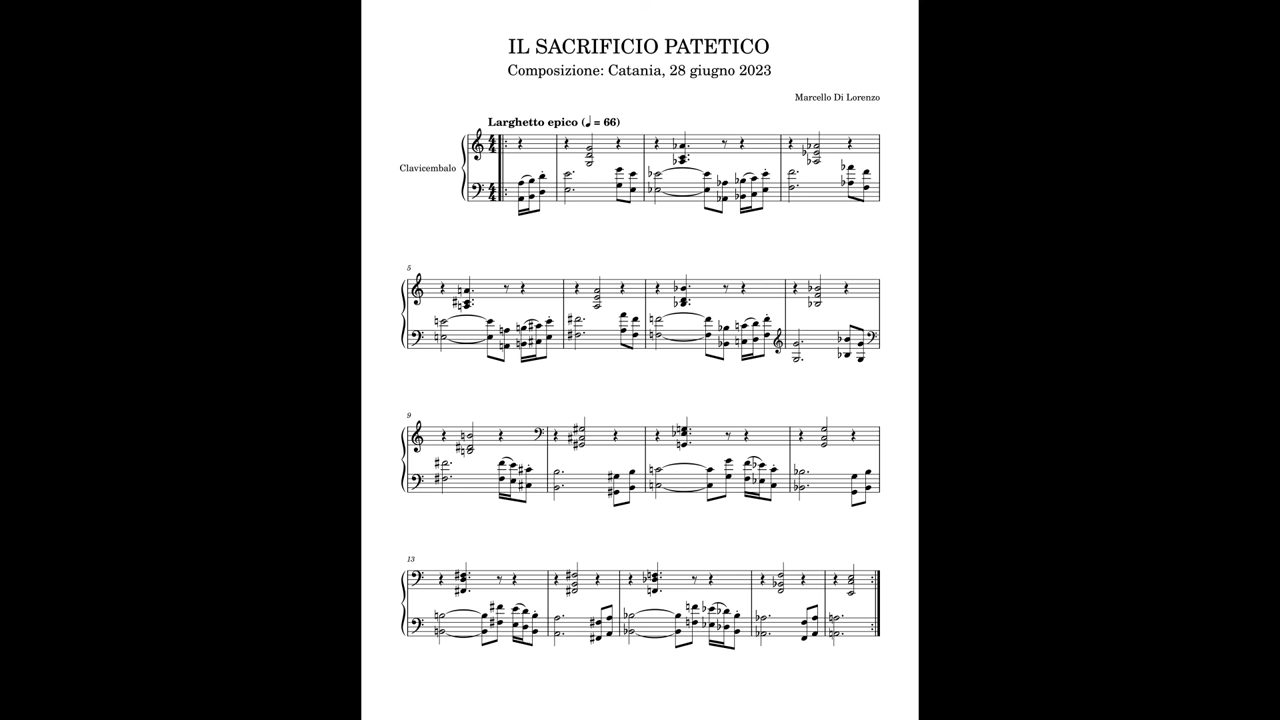 IL SACRIFICIO PATETICO
Composizione: Catania, 28 giugno 2023
Marcello Di Lorenzo
Larghetto epico (♩ = 66)
Clavicembalo
5
9
13